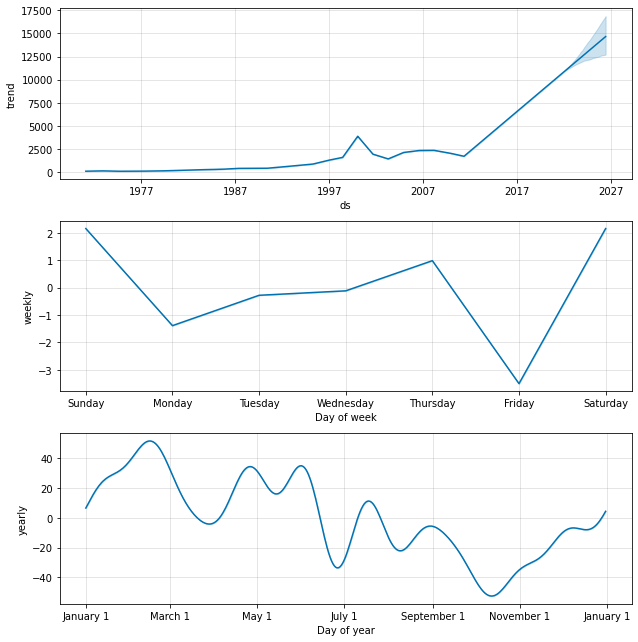 17500
15000
12500
10000
7500
5000
2500
0
trend
1977 1987 1997 2007 2017 2027
ds
2
1
0
−1
−2
−3
weekly
Sunday Monday Tuesday Wednesday Thursday Friday Saturday
Day of week
40
20
0
−20
−40
yearly
January 1 March 1 May 1 July 1 September 1 November 1 January 1
Day of year